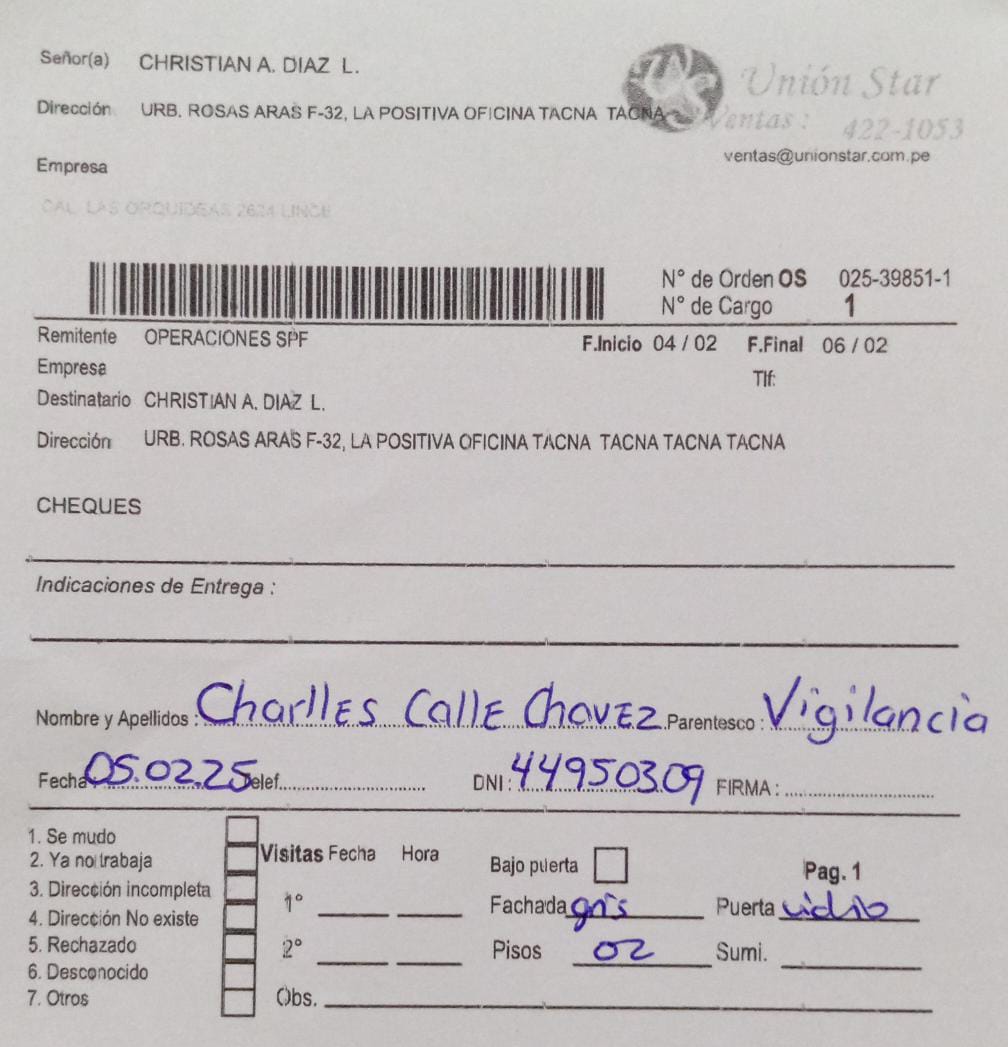 Señor(a) CHRISTIAN A. DIAZ L.
Unión Star
Dirección URB. ROSAS ARAS F-32, LA POSITIVA OFICINA TACNA TACNA
Ventas : 422-1053
ventas@unionstar.com.pe
Empresa
CAL. LAS ORQUIDEAS 2624 LINCE
N° de Orden OS 025-39851-1
N° de Cargo 1
Remitente OPERACIONES SPF
F.Inicio 04 / 02 F.Final 06 / 02
Empresa
Tlf:
Destinatario CHRISTIAN A. DIAZ L.
Dirección URB. ROSAS ARAS F-32, LA POSITIVA OFICINA TACNA TACNA TACNA TACNA
CHEQUES
Indicaciones de Entrega :
Nombre y Apellidos : Charlles Calle Chavez Parentesco : Vigilancia
Fecha 05.02.25 Telef. DNI : 44950309 FIRMA :
1. Se mudo
2. Ya no trabaja
3. Dirección incompleta
4. Dirección No existe
5. Rechazado
6. Desconocido
7. Otros
Visitas Fecha Hora
1°
2°
Obs.
Bajo puerta
Pag. 1
Fachada gris Puerta vidrio
Pisos 02 Sumi.